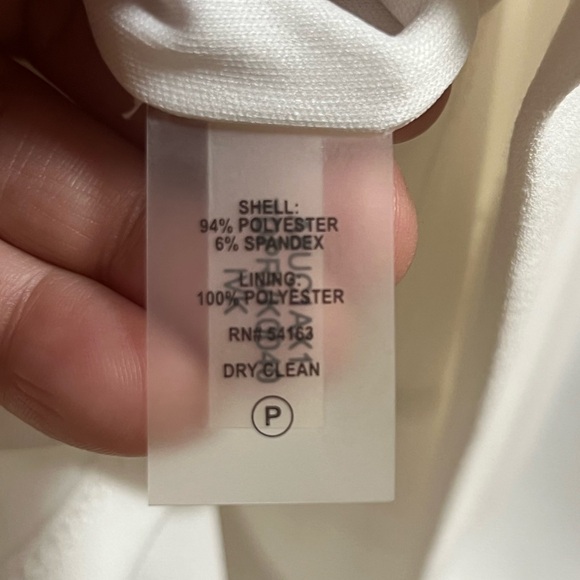 SHELL:
94% POLYESTER
6% SPANDEX
LINING:
100% POLYESTER
RN# 54163
DRY CLEAN
P